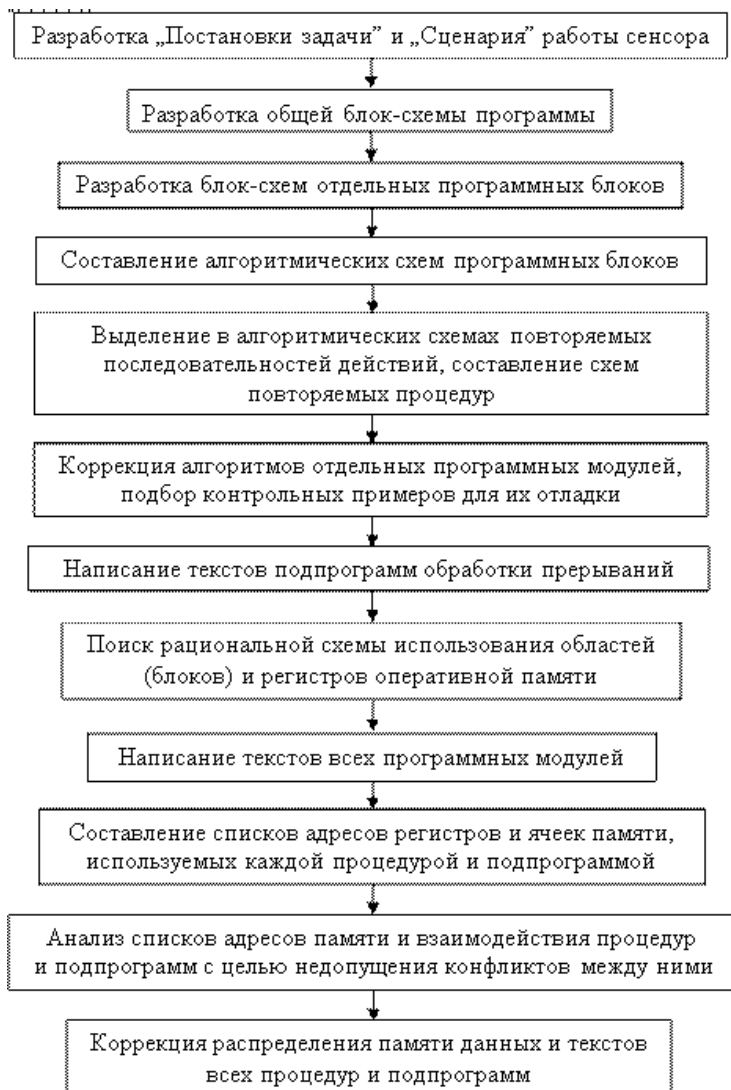 Разработка „Постановки задачи” и „Сценария” работы сенсора
Разработка общей блок-схемы программы
Разработка блок-схем отдельных программных блоков
Составление алгоритмических схем программных блоков
Выделение в алгоритмических схемах повторяемых
последовательностей действий, составление схем
повторяемых процедур
Коррекция алгоритмов отдельных программных модулей,
подбор контрольных примеров для их отладки
Написание текстов подпрограмм обработки прерываний
Поиск рациональной схемы использования областей
(блоков) и регистров оперативной памяти
Написание текстов всех программных модулей
Составление списков адресов регистров и ячеек памяти,
используемых каждой процедурой и подпрограммой
Анализ списков адресов памяти и взаимодействия процедур
и подпрограмм с целью недопущения конфликтов между ними
Коррекция распределения памяти данных и текстов
всех процедур и подпрограмм